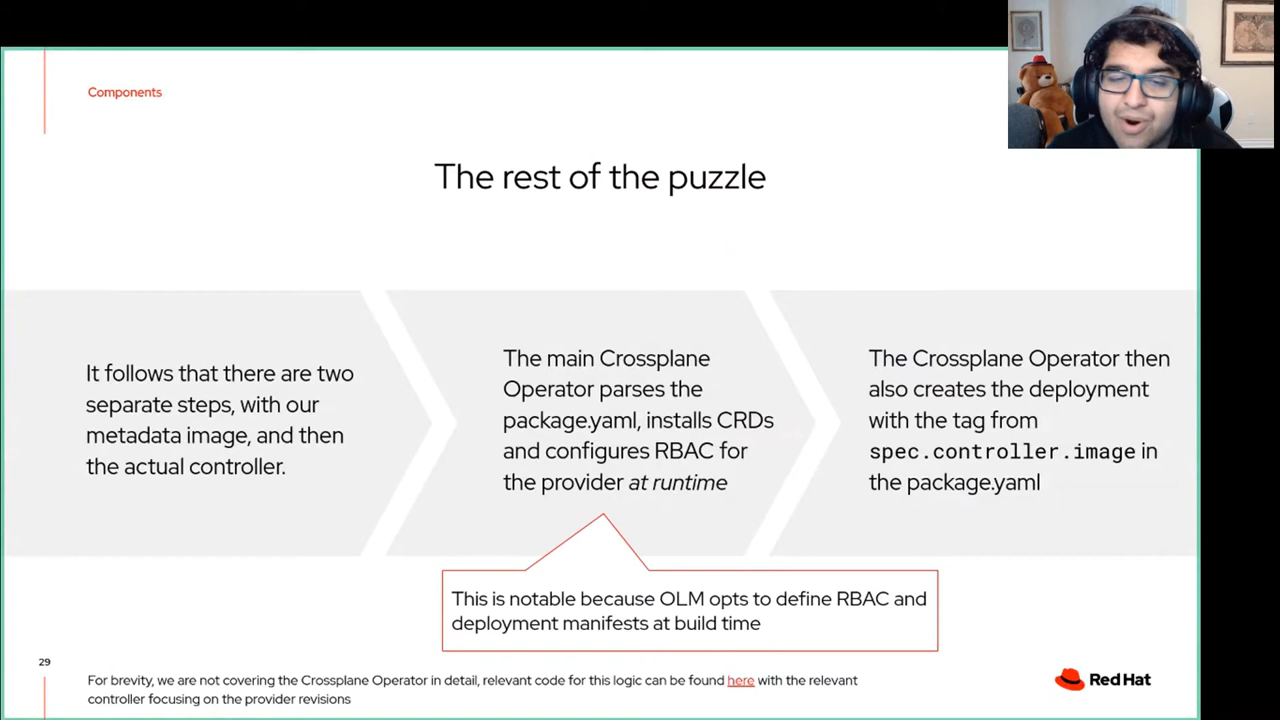 Components
The rest of the puzzle
It follows that there are two
separate steps, with our
metadata image, and then
the actual controller.
The main Crossplane
Operator parses the
package.yaml, installs CRDs
and configures RBAC for
the provider at runtime
The Crossplane Operator then
also creates the deployment
with the tag from
spec.controller.image in
the package.yaml
This is notable because OLM opts to define RBAC and
deployment manifests at build time
29
For brevity, we are not covering the Crossplane Operator in detail, relevant code for this logic can be found here with the relevant
controller focusing on the provider revisions
Red Hat